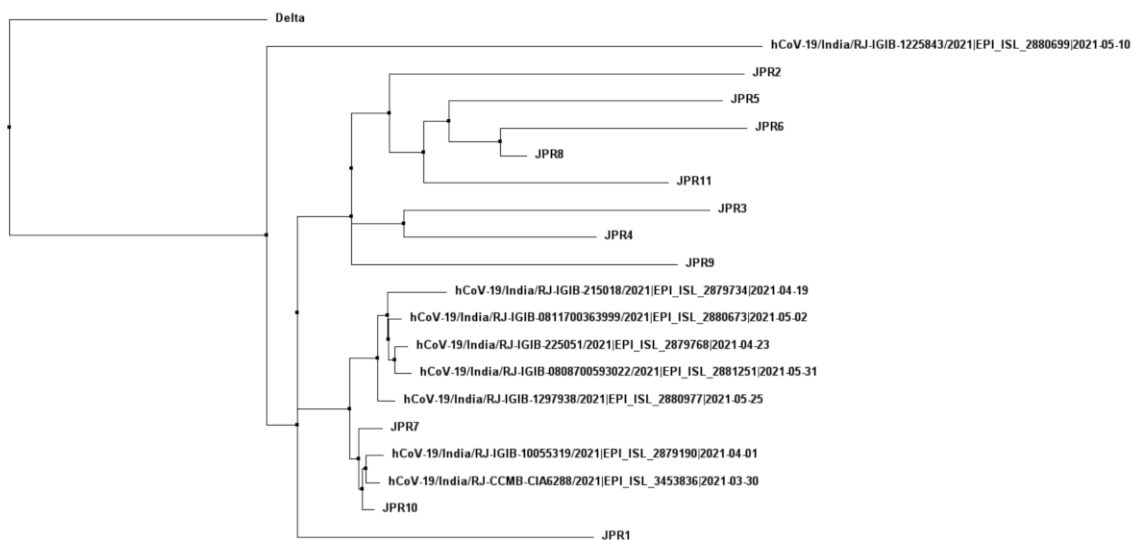 Delta
hCoV-19/India/RJ-IGIB-1225843/2021|EPI_ISL_2880699|2021-05-10
JPR2
JPR5
JPR6
JPR8
JPR11
JPR3
JPR4
JPR9
hCoV-19/India/RJ-IGIB-215018/2021|EPI_ISL_2879734|2021-04-19
hCoV-19/India/RJ-IGIB-0811700363999/2021|EPI_ISL_2880673|2021-05-02
hCoV-19/India/RJ-IGIB-225051/2021|EPI_ISL_2879768|2021-04-23
hCoV-19/India/RJ-IGIB-0808700593022/2021|EPI_ISL_2881251|2021-05-31
hCoV-19/India/RJ-IGIB-1297938/2021|EPI_ISL_2880977|2021-05-25
JPR7
hCoV-19/India/RJ-IGIB-10055319/2021|EPI_ISL_2879190|2021-04-01
hCoV-19/India/RJ-CCMB-CIA6288/2021|EPI_ISL_3453836|2021-03-30
JPR10
JPR1